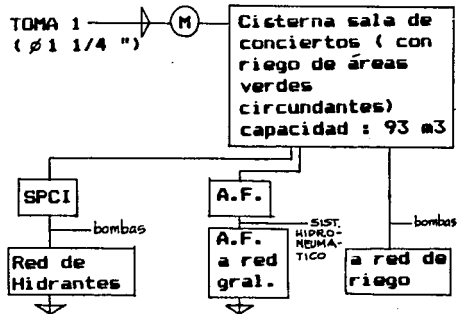 TOMA 1
( ø1 1/4 ")
M
Cisterna sala de
conciertos ( con
riego de áreas
verdes
circundantes)
capacidad : 93 m3
SPCI
bombas
Red de
Hidrantes
A.F.
SIST.
HIDRO-
NEUMA-
TICO
A.F.
a red
gral.
bombas
a red de
riego